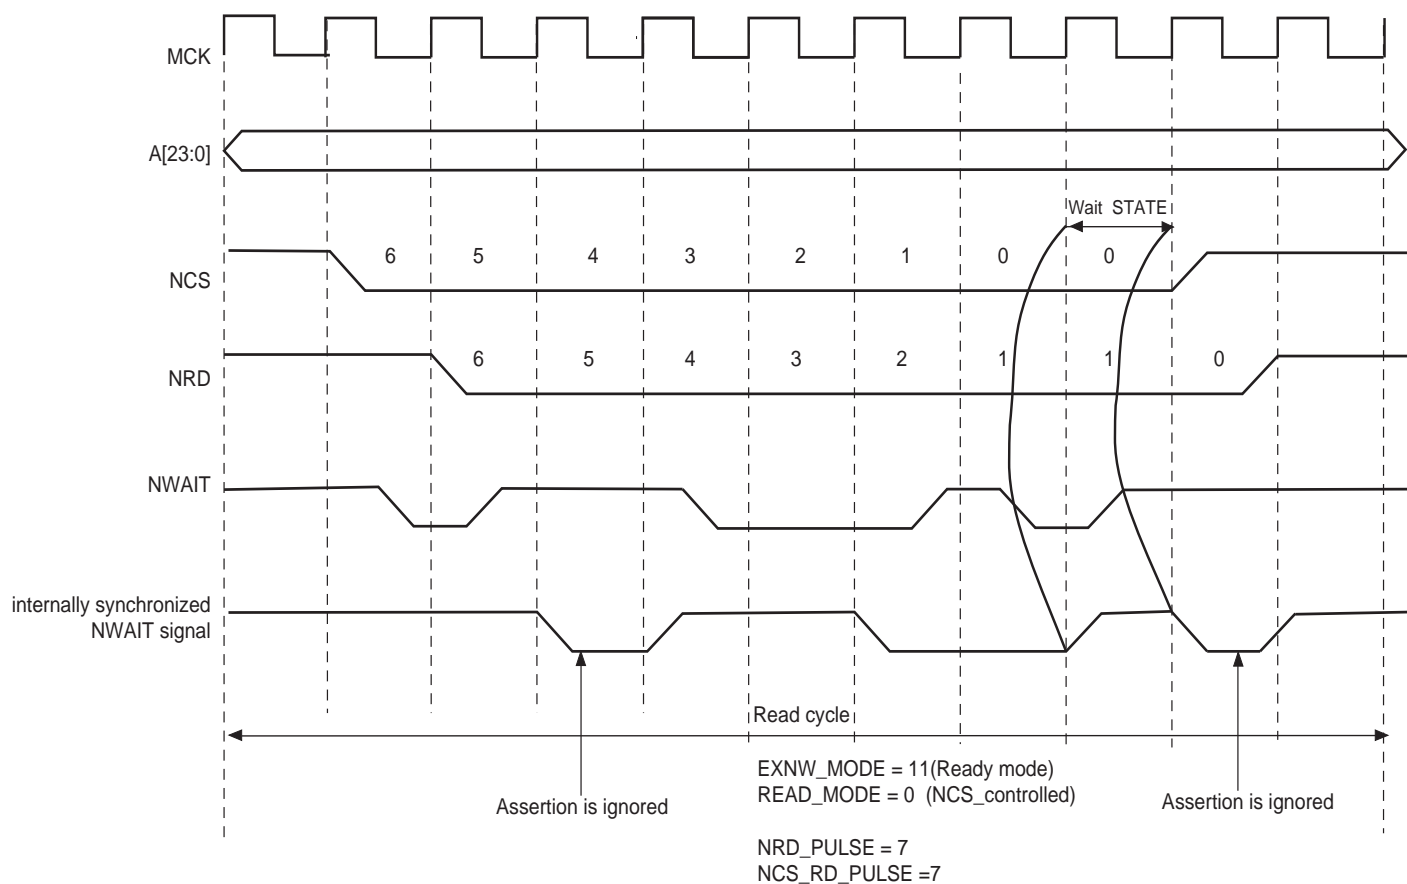 MCK
A[23:0]
Wait STATE
NCS
6 5 4 3 2 1 0 0
NRD
6 5 4 3 2 1 1 0
NWAIT
internally synchronized
NWAIT signal
Read cycle
EXNW_MODE = 11(Ready mode)
READ_MODE = 0 (NCS_controlled)
Assertion is ignored
Assertion is ignored
NRD_PULSE = 7
NCS_RD_PULSE =7